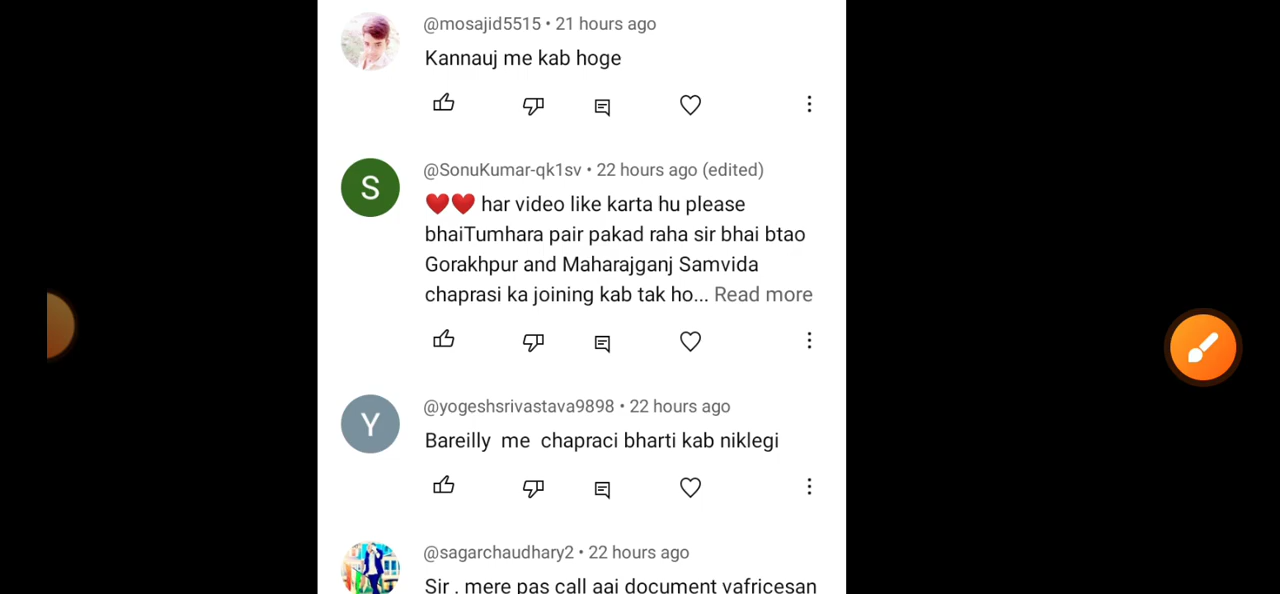 @mosajid5515 • 21 hours ago
Kannauj me kab hoge
S
@SonuKumar-qk1sv • 22 hours ago (edited)
❤️❤️ har video like karta hu please
bhaiTumhara pair pakad raha sir bhai btao
Gorakhpur and Maharajganj Samvida
chaprasi ka joining kab tak ho... Read more
Y
@yogeshsrivastava9898 • 22 hours ago
Bareilly me chapraci bharti kab niklegi
@sagarchaudhary2 • 22 hours ago
Sir . mere pas call aai document vafricesan